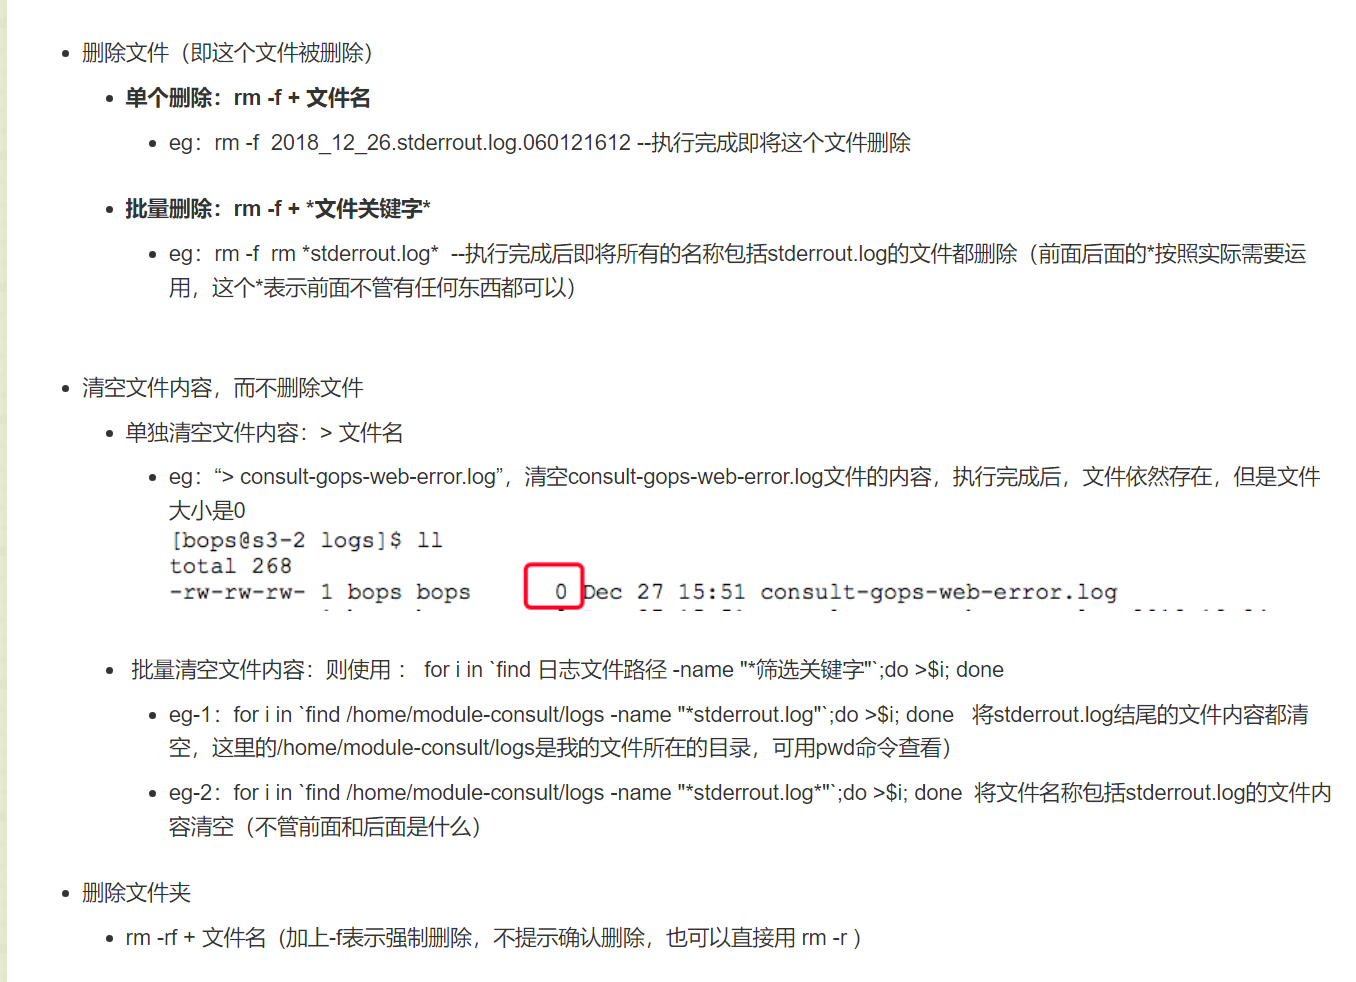 删除文件（即这个文件被删除）
单个删除：rm -f + 文件名
eg：rm -f  2018_12_26.stderrout.log.060121612 --执行完成即将这个文件删除
批量删除：rm -f + *文件关键字*
eg：rm -f  rm *stderrout.log*  --执行完成后即将所有的名称包括stderrout.log的文件都删除（前面后面的*按照实际需要运
用，这个*表示前面不管有任何东西都可以）
清空文件内容，而不删除文件
单独清空文件内容：> 文件名
eg：“> consult-gops-web-error.log”，清空consult-gops-web-error.log文件的内容，执行完成后，文件依然存在，但是文件
大小是0
[bops@s3-2 logs]$ ll
total 268
-rw-rw-rw- 1 bops bops      0 Dec 27 15:51 consult-gops-web-error.log
批量清空文件内容：则使用 ：  for i in `find 日志文件路径 -name "*筛选关键字"`;do >$i; done
eg-1：for i in `find /home/module-consult/logs -name "*stderrout.log"`;do >$i; done   将stderrout.log结尾的文件内容都清
空，这里的/home/module-consult/logs是我的文件所在的目录，可用pwd命令查看）
eg-2：for i in `find /home/module-consult/logs -name "*stderrout.log*"`;do >$i; done  将文件名称包括stderrout.log的文件内
容清空（不管前面和后面是什么）
删除文件夹
rm -rf + 文件名（加上-f表示强制删除，不提示确认删除，也可以直接用 rm -r ）